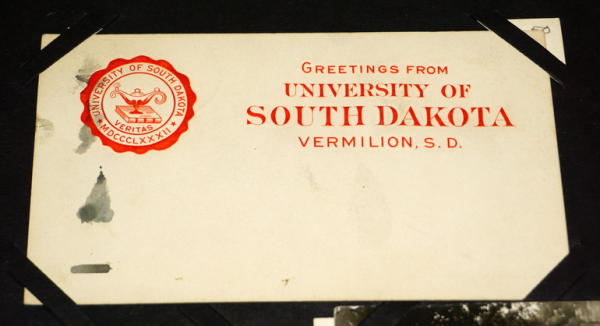 UNIVERSITY OF SOUTH DAKOTA
VERITAS
MDCCCLXXXII
GREETINGS FROM
UNIVERSITY OF
SOUTH DAKOTA
VERMILION, S. D.